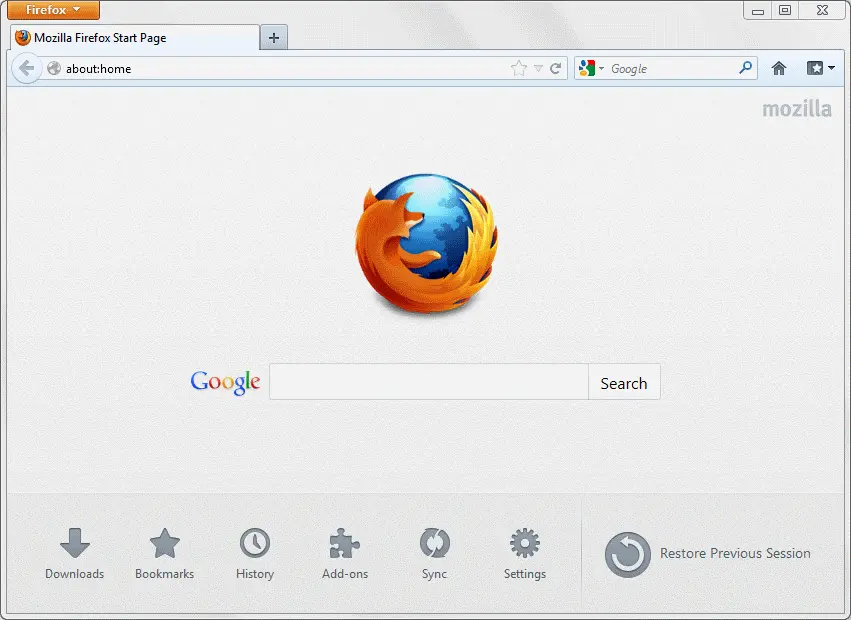 Firefox
Mozilla Firefox Start Page
about:home
Google
mozilla
Google
Search
Downloads
Bookmarks
History
Add-ons
Sync
Settings
Restore Previous Session